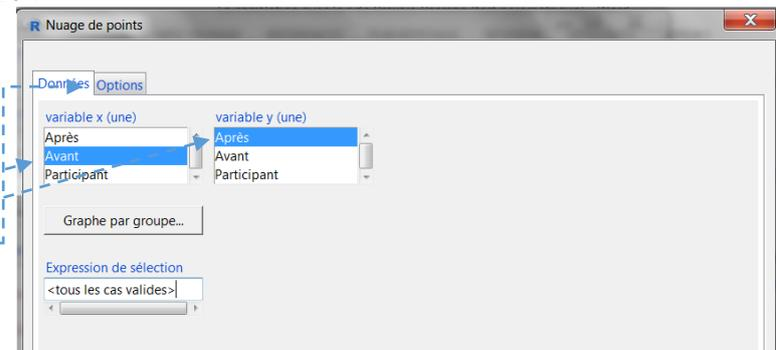 R Nuage de points
Données Options
variable x (une) variable y (une)
Après Après
Avant Avant
Participant Participant
Graphe par groupe...
Expression de sélection
<tous les cas valides>